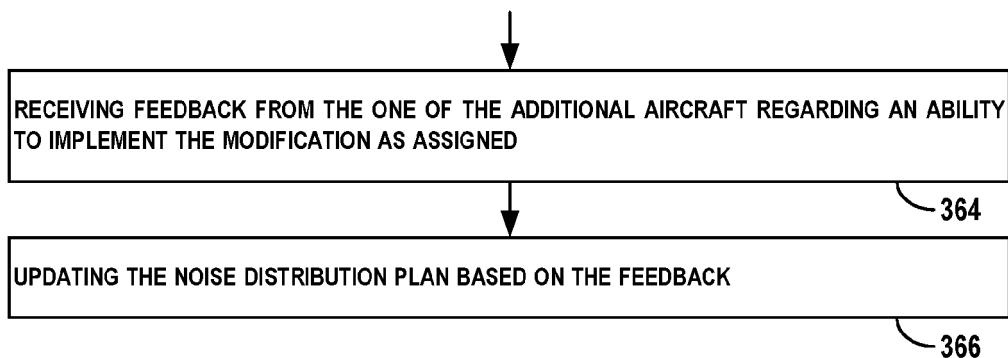 RECEIVING FEEDBACK FROM THE ONE OF THE ADDITIONAL AIRCRAFT REGARDING AN ABILITY
TO IMPLEMENT THE MODIFICATION AS ASSIGNED
364
UPDATING THE NOISE DISTRIBUTION PLAN BASED ON THE FEEDBACK
366